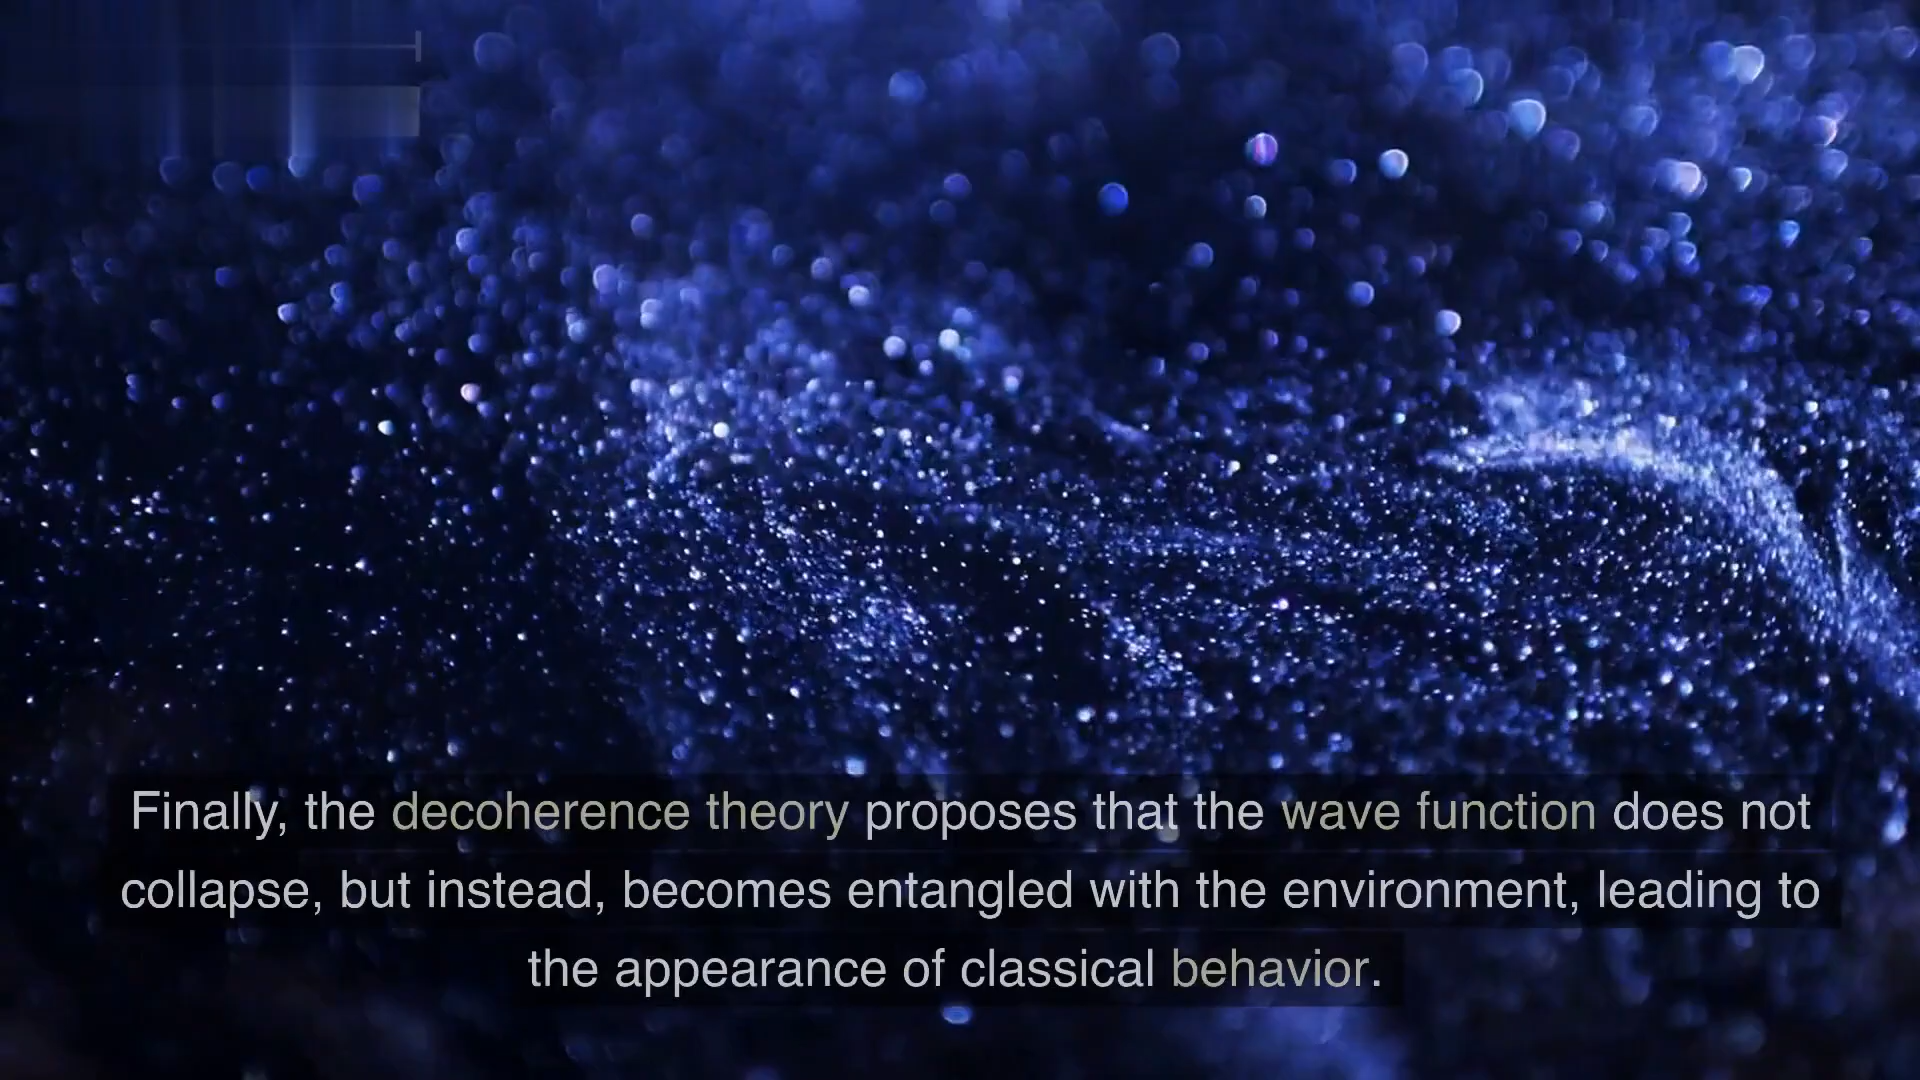 Finally, the decoherence theory proposes that the wave function does not
collapse, but instead, becomes entangled with the environment, leading to
the appearance of classical behavior.